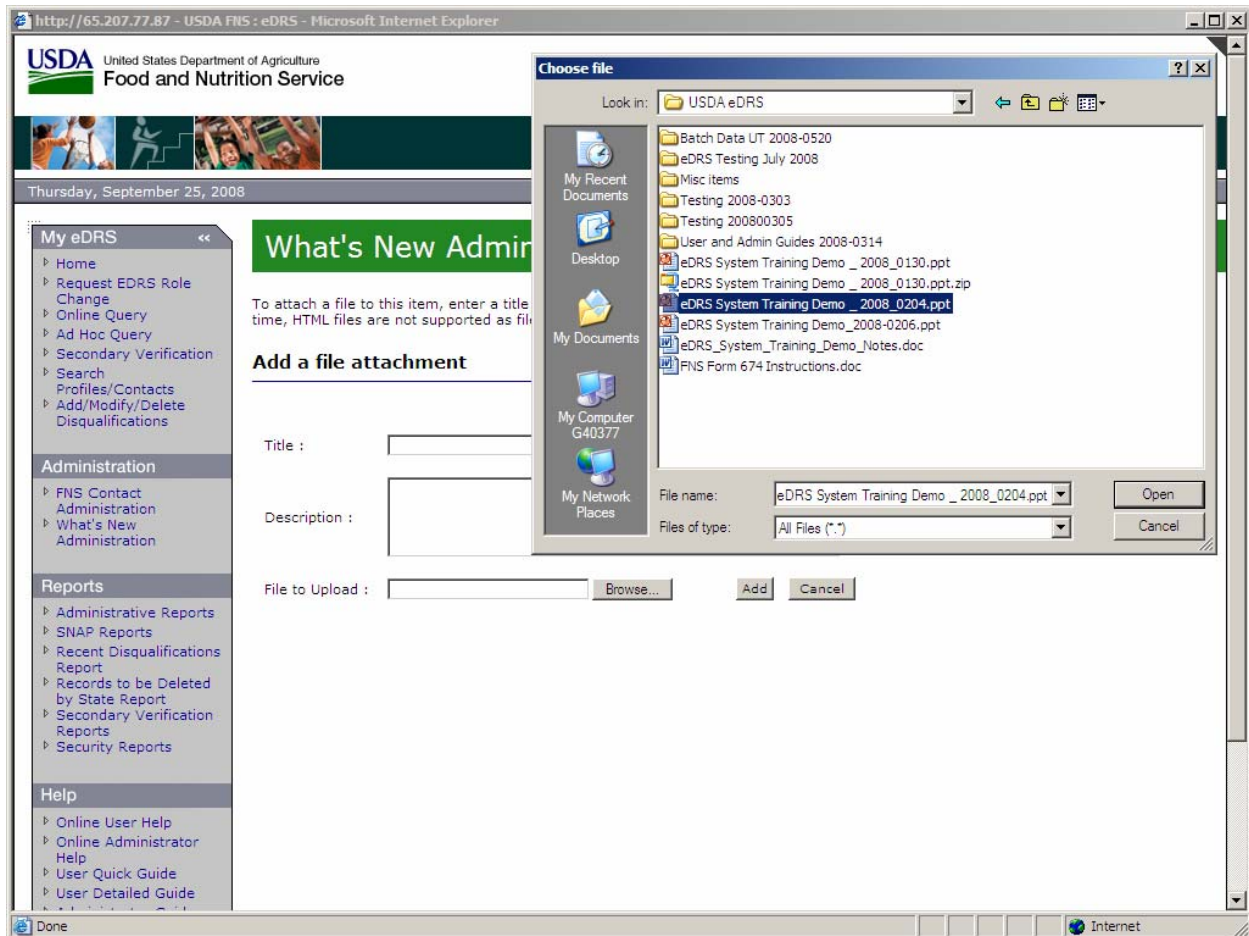 http://65.207.77.87 - USDA FNS : eDRS - Microsoft Internet Explorer
USDA
United States Department of Agriculture
Food and Nutrition Service
Thursday, September 25, 2008
My eDRS <<
Home
Request EDRS Role
Change
Online Query
Ad Hoc Query
Secondary Verification
Search
Profiles/Contacts
Add/Modify/Delete
Disqualifications
Administration
FNS Contact
Administration
What's New
Administration
Reports
Administrative Reports
SNAP Reports
Recent Disqualifications
Report
Records to be Deleted
by State Report
Secondary Verification
Reports
Security Reports
Help
Online User Help
Online Administrator
Help
User Quick Guide
User Detailed Guide
What's New Admin
To attach a file to this item, enter a title
time, HTML files are not supported as file
Add a file attachment
Title :
Description :
File to Upload :
Browse...
Add
Cancel
Choose file
Look in:
USDA eDRS
My Recent
Documents
Desktop
My Documents
My Computer
G40377
My Network
Places
Batch Data UT 2008-0520
eDRS Testing July 2008
Misc items
Testing 2008-0303
Testing 200800305
User and Admin Guides 2008-0314
eDRS System Training Demo _ 2008_0130.ppt
eDRS System Training Demo _ 2008_0130.ppt.zip
eDRS System Training Demo _ 2008_0204.ppt
eDRS System Training Demo_2008-0206.ppt
eDRS_System_Training_Demo_Notes.doc
FNS Form 674 Instructions.doc
File name:
eDRS System Training Demo _ 2008_0204.ppt
Open
Files of type:
All Files (*.*)
Cancel
Done
Internet